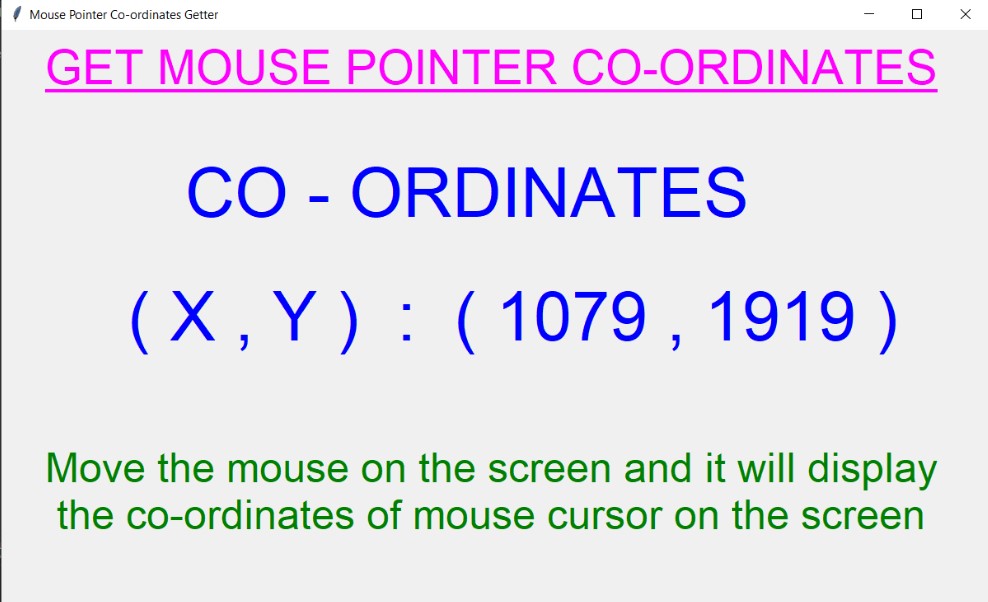 Mouse Pointer Co-ordinates Getter
GET MOUSE POINTER CO-ORDINATES
CO - ORDINATES
( X , Y ) : ( 1079 , 1919 )
Move the mouse on the screen and it will display
the co-ordinates of mouse cursor on the screen